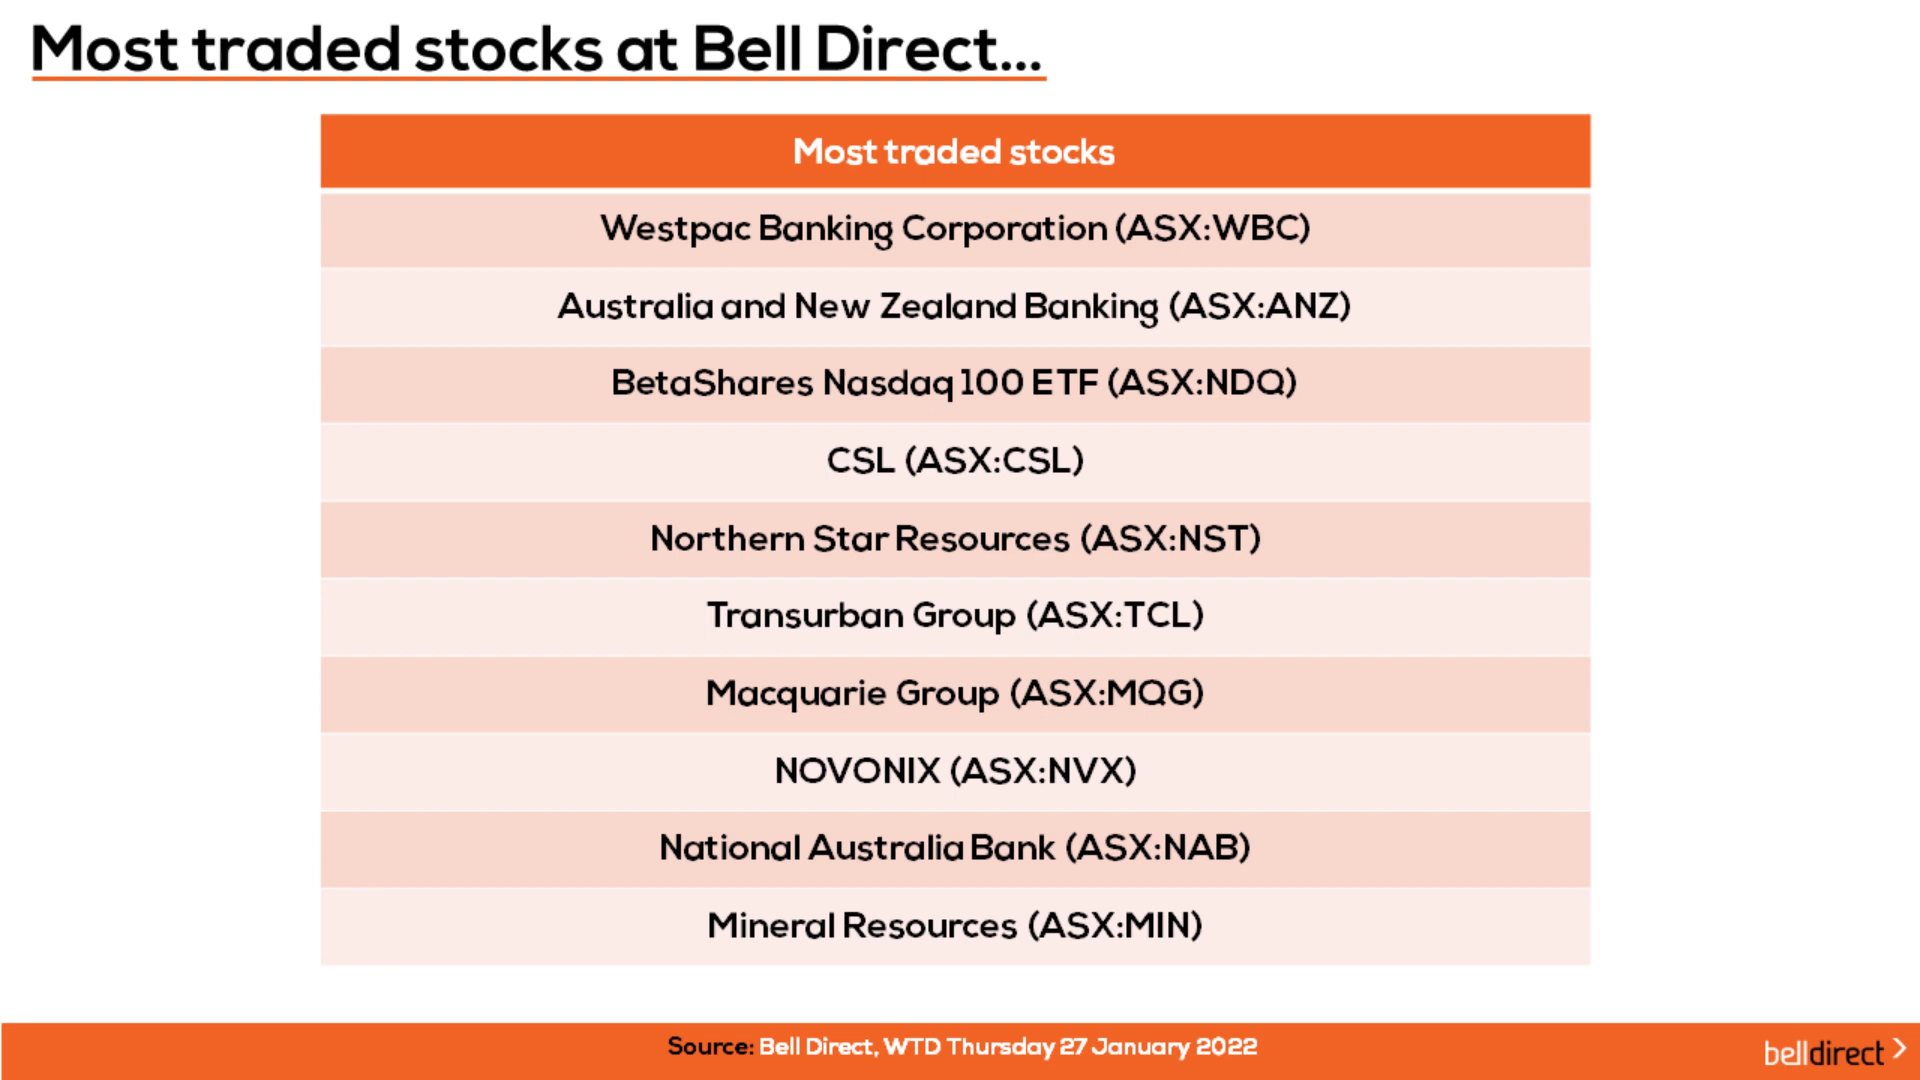 Most traded stocks at Bell Direct...
Most traded stocks
Westpac Banking Corporation (ASX:WBC)
Australia and New Zealand Banking (ASX:ANZ)
BetaShares Nasdaq 100 ETF (ASX:NDQ)
CSL (ASX:CSL)
Northern Star Resources (ASX:NST)
Transurban Group (ASX:TCL)
Macquarie Group (ASX:MQG)
NOVONIX (ASX:NVX)
National Australia Bank (ASX:NAB)
Mineral Resources (ASX:MIN)
Source: Bell Direct, WTD Thursday 27 January 2022
belldirect